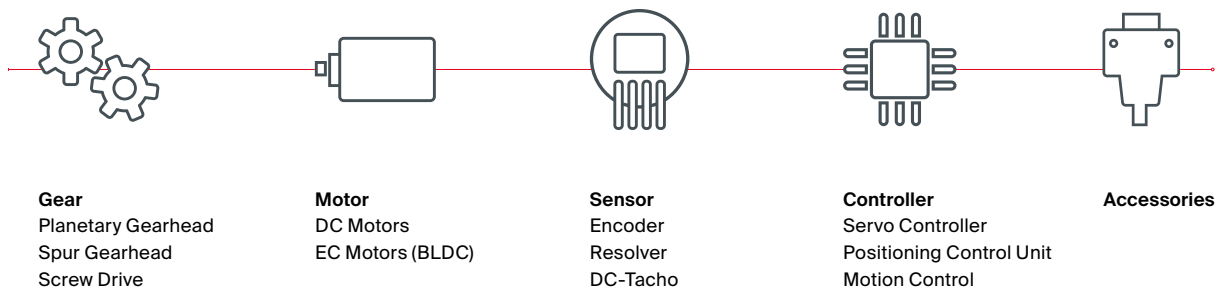 Gear
Planetary Gearhead
Spur Gearhead
Screw Drive
Motor
DC Motors
EC Motors (BLDC)
Sensor
Encoder
Resolver
DC-Tacho
Controller
Servo Controller
Positioning Control Unit
Motion Control
Accessories